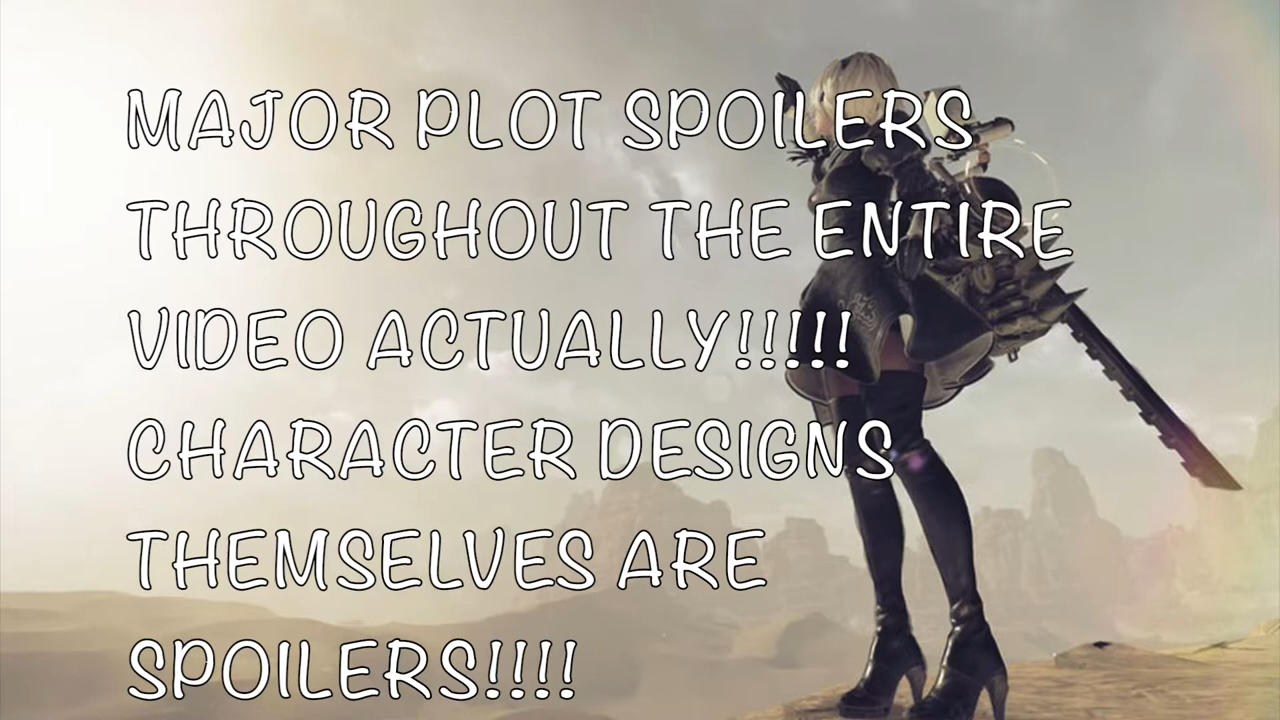 MAJOR PLOT SPOILERS
THROUGHOUT THE ENTIRE
VIDEO ACTUALLY!!!!!
CHARACTER DESIGNS
THEMSELVES ARE
SPOILERS!!!!